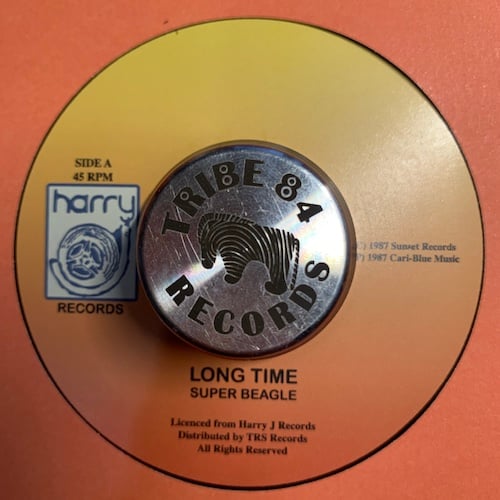 SIDE A
45 RPM
harry
RECORDS
TRIBE 84
RECORDS
(C) 1987 Sunset Records
(P) 1987 Cari-Blue Music
LONG TIME
SUPER BEAGLE
Licenced from Harry J Records
Distributed by TRS Records
All Rights Reserved